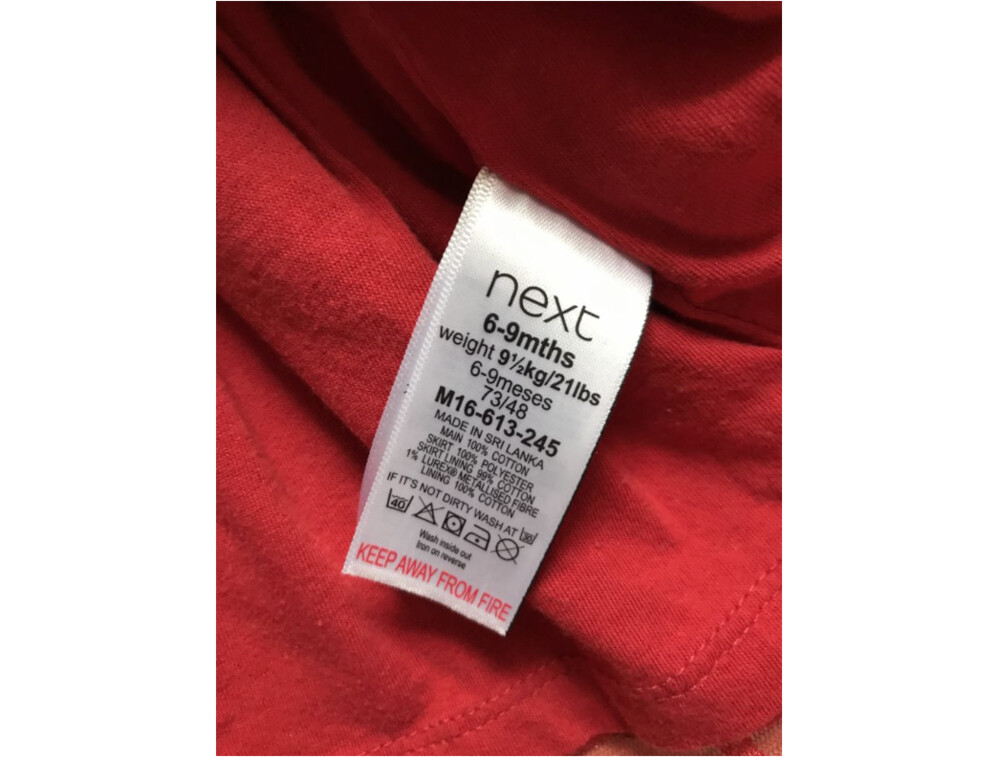 next
6-9mths
weight 9½kg/21lbs
6-9meses
73/48
M16-613-245
MADE IN SRI LANKA
MAIN 100% COTTON
SKIRT 100% POLYESTER
SKIRT LINING 99% COTTON
1% LUREX® METALLISED FIBRE
LINING 100% COTTON
IF IT'S NOT DIRTY WASH AT 30
40
Wash inside out
Iron on reverse
KEEP AWAY FROM FIRE